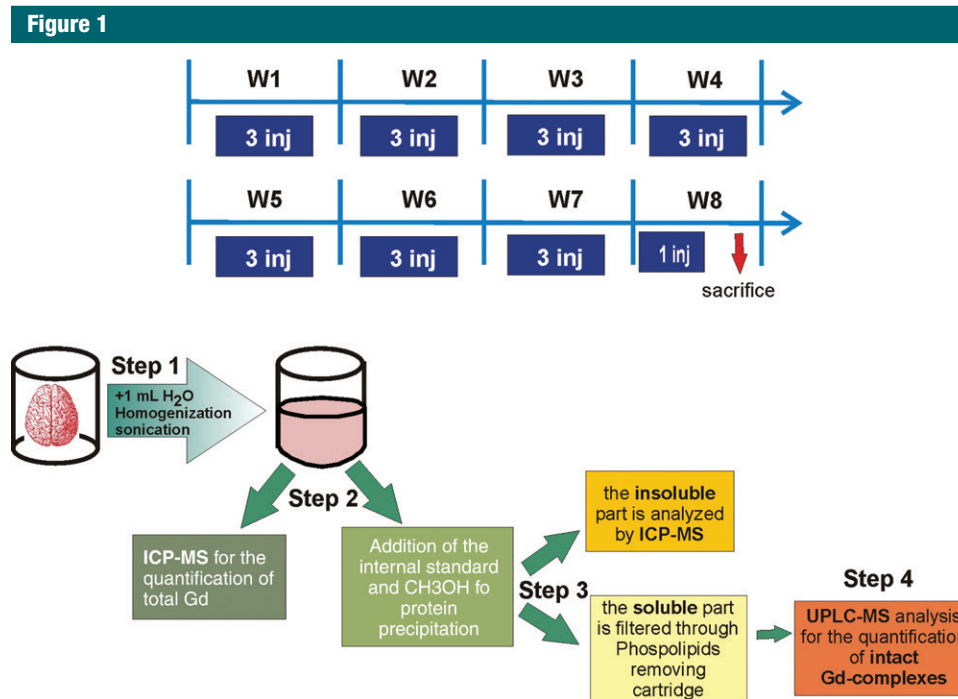 Figure 1
W1 W2 W3 W4
3 inj 3 inj 3 inj 3 inj
W5 W6 W7 W8
3 inj 3 inj 3 inj 1 inj
sacrifice
Step 1
+1 mL H₂O
Homogenization
sonication
Step 2
ICP-MS for the
quantification of
total Gd
Addition of the
internal standard
and CH3OH fo
protein
precipitation
Step 3
the insoluble
part is analyzed
by ICP-MS
the soluble part
is filtered through
Phospolipids
removing
cartridge
Step 4
UPLC-MS analysis
for the quantification
of intact
Gd-complexes